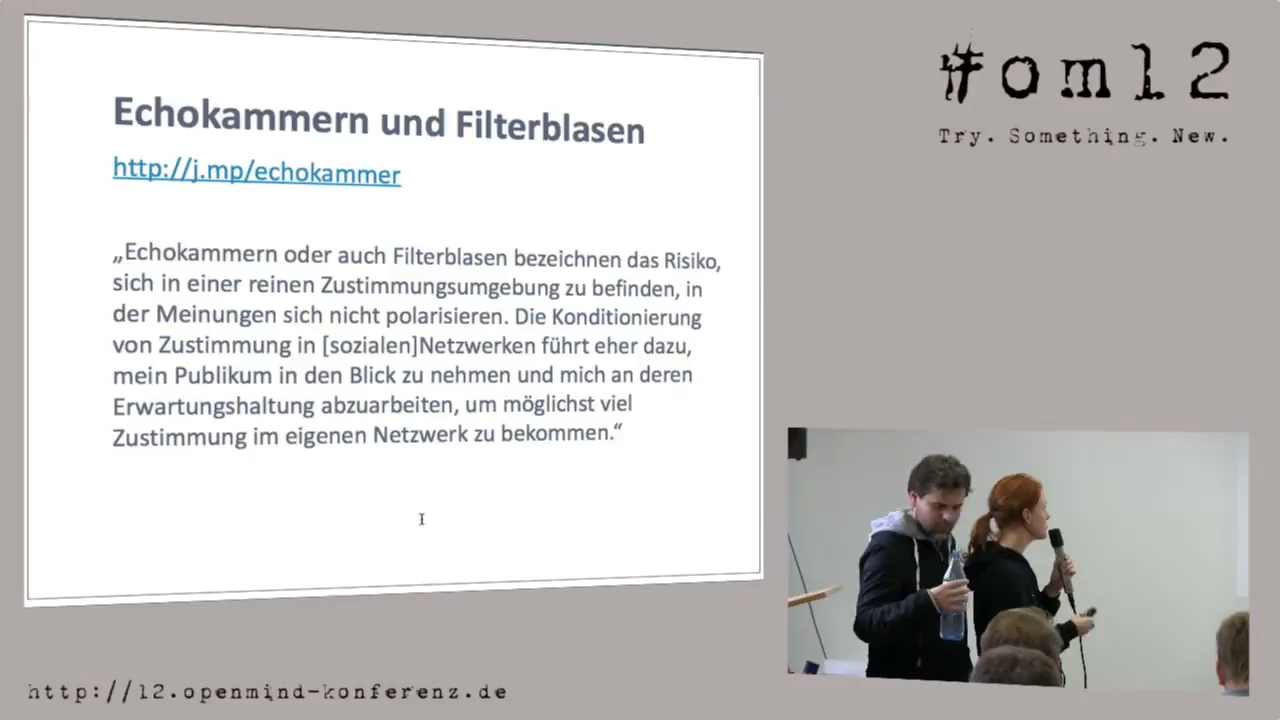 Echokammern und Filterblasen
http://j.mp/echokammer
„Echokammern oder auch Filterblasen bezeichnen das Risiko,
sich in einer reinen Zustimmungsumgebung zu befinden, in
der Meinungen sich nicht polarisieren. Die Konditionierung
von Zustimmung in [sozialen]Netzwerken führt eher dazu,
mein Publikum in den Blick zu nehmen und mich an deren
Erwartungshaltung abzuarbeiten, um möglichst viel
Zustimmung im eigenen Netzwerk zu bekommen.“
#om12
Try. Something. New.
http://12.openmind-konferenz.de